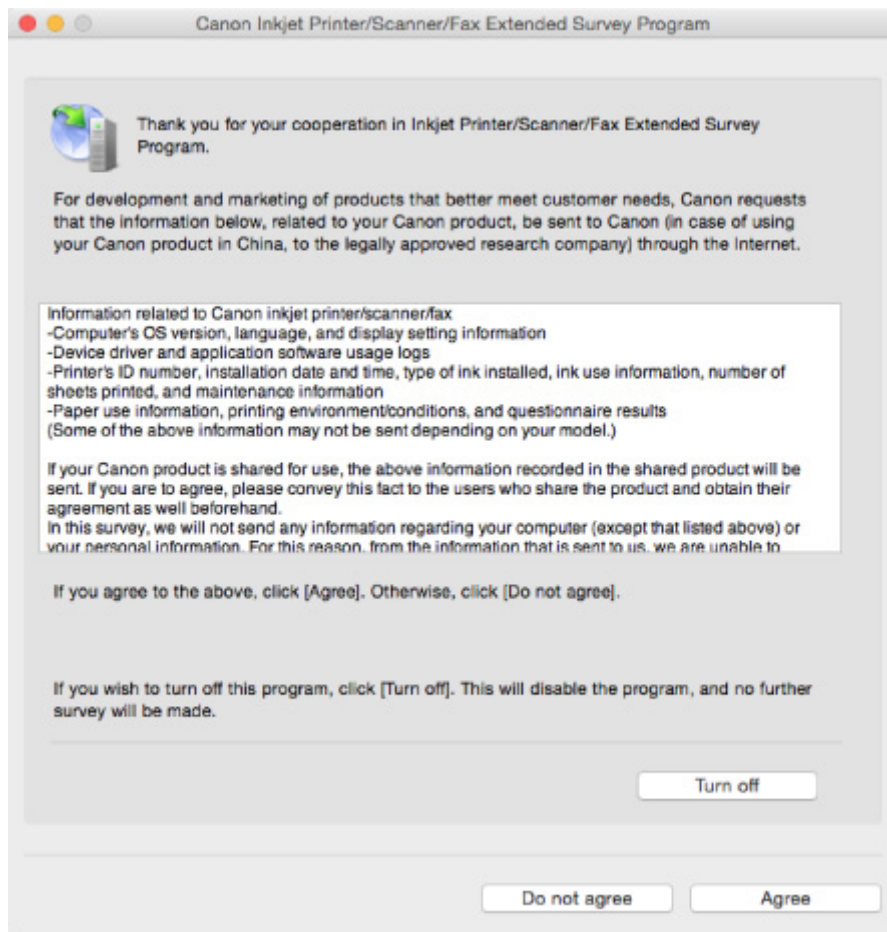 Canon Inkjet Printer/Scanner/Fax Extended Survey Program
Thank you for your cooperation in Inkjet Printer/Scanner/Fax Extended Survey
Program.
For development and marketing of products that better meet customer needs, Canon requests
that the information below, related to your Canon product, be sent to Canon (in case of using
your Canon product in China, to the legally approved research company) through the Internet.
Information related to Canon inkjet printer/scanner/fax
-Computer's OS version, language, and display setting information
-Device driver and application software usage logs
-Printer's ID number, installation date and time, type of ink installed, ink use information, number of
sheets printed, and maintenance information
-Paper use information, printing environment/conditions, and questionnaire results
(Some of the above information may not be sent depending on your model.)
If your Canon product is shared for use, the above information recorded in the shared product will be
sent. If you are to agree, please convey this fact to the users who share the product and obtain their
agreement as well beforehand.
In this survey, we will not send any information regarding your computer (except that listed above) or
your personal information. For this reason, from the information that is sent to us, we are unable to
If you agree to the above, click [Agree]. Otherwise, click [Do not agree].
If you wish to turn off this program, click [Turn off]. This will disable the program, and no further
survey will be made.
Turn off
Do not agree
Agree